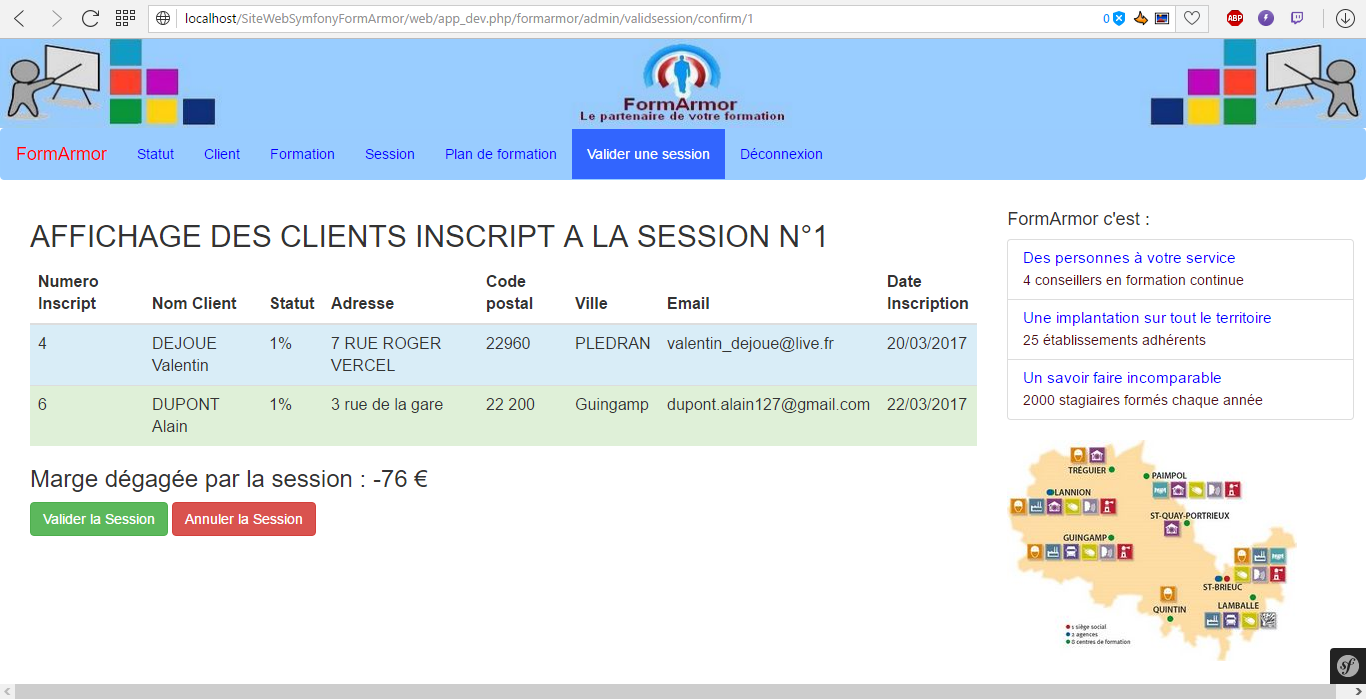 localhost/SiteWebSymfonyFormArmor/web/app_dev.php/formarmor/admin/validsession/confirm/1
0
ABP
FormArmor
Le partenaire de votre formation
FormArmor Statut Client Formation Session Plan de formation Valider une session Déconnexion
AFFICHAGE DES CLIENTS INSCRIPT A LA SESSION N°1
Numero Inscript Nom Client Statut Adresse Code postal Ville Email Date Inscription
4 DEJOUE Valentin 1% 7 RUE ROGER VERCEL 22960 PLEDRAN valentin_dejoue@live.fr 20/03/2017
6 DUPONT Alain 1% 3 rue de la gare 22 200 Guingamp dupont.alain127@gmail.com 22/03/2017
Marge dégagée par la session : -76 €
Valider la Session Annuler la Session
FormArmor c'est :
Des personnes à votre service
4 conseillers en formation continue
Une implantation sur tout le territoire
25 établissements adhérents
Un savoir faire incomparable
2000 stagiaires formés chaque année
TRÉGUIER
PAIMPOL
LANNION
ST-QUAY-PORTRIEUX
GUINGAMP
ST-BRIEUC
LAMBALLE
QUINTIN
1 siège social
2 agences
8 centres de formation
sf